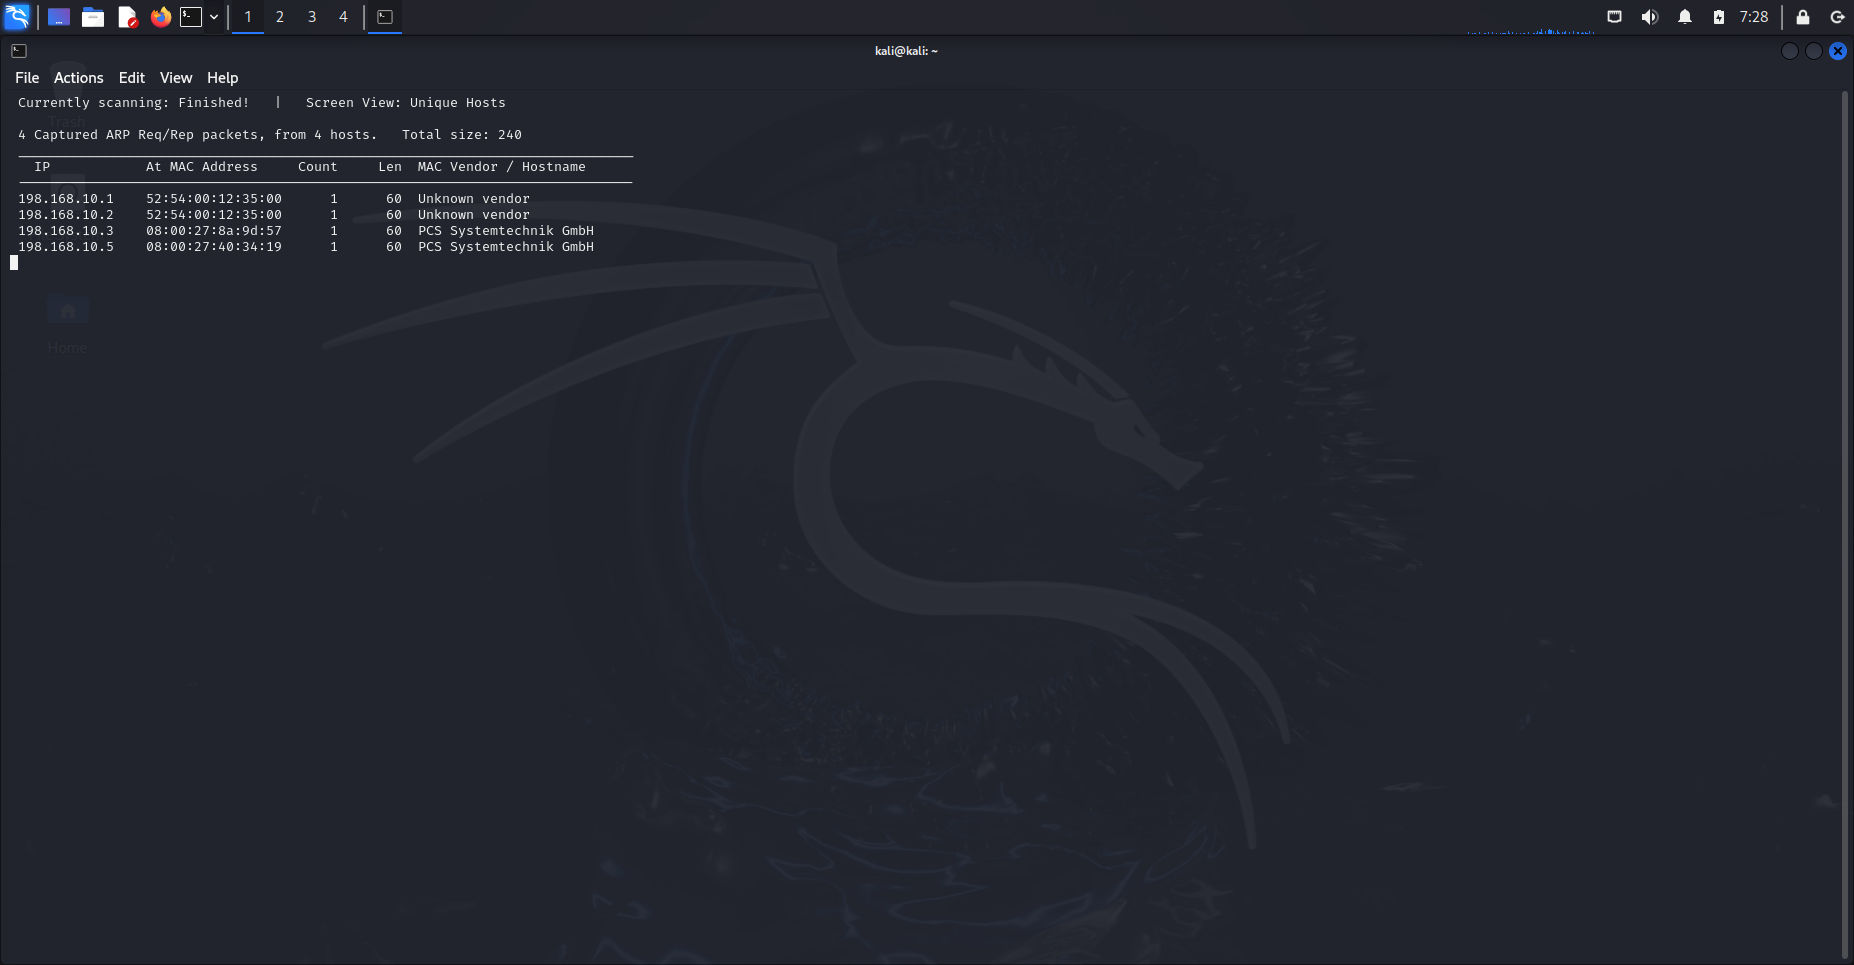 1 2 3 4 7:28
kali@kali: ~
File Actions Edit View Help
Currently scanning: Finished! | Screen View: Unique Hosts
Trash
4 Captured ARP Req/Rep packets, from 4 hosts. Total size: 240
IP At MAC Address Count Len MAC Vendor / Hostname
198.168.10.1 52:54:00:12:35:00 1 60 Unknown vendor
198.168.10.2 52:54:00:12:35:00 1 60 Unknown vendor
198.168.10.3 08:00:27:8a:9d:57 1 60 PCS Systemtechnik GmbH
198.168.10.5 08:00:27:40:34:19 1 60 PCS Systemtechnik GmbH
Home